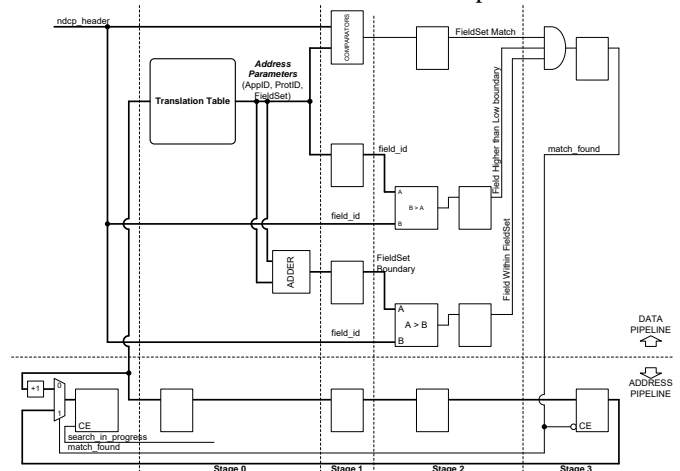 ndcp_header
COMPARATORS
FieldSet Match
Address
Parameters
(AppID, ProtID,
FieldSet)
Translation Table
field_id
Field Higher than Low boundary
match_found
A
B > A
B
field_id
FieldSet
Boundary
ADDER
Field Within FieldSet
A
A > B
B
field_id
DATA
PIPELINE
ADDRESS
PIPELINE
+1
0
1
CE
CE
search_in_progress
match_found
Stage 0
Stage 1
Stage 2
Stage 3